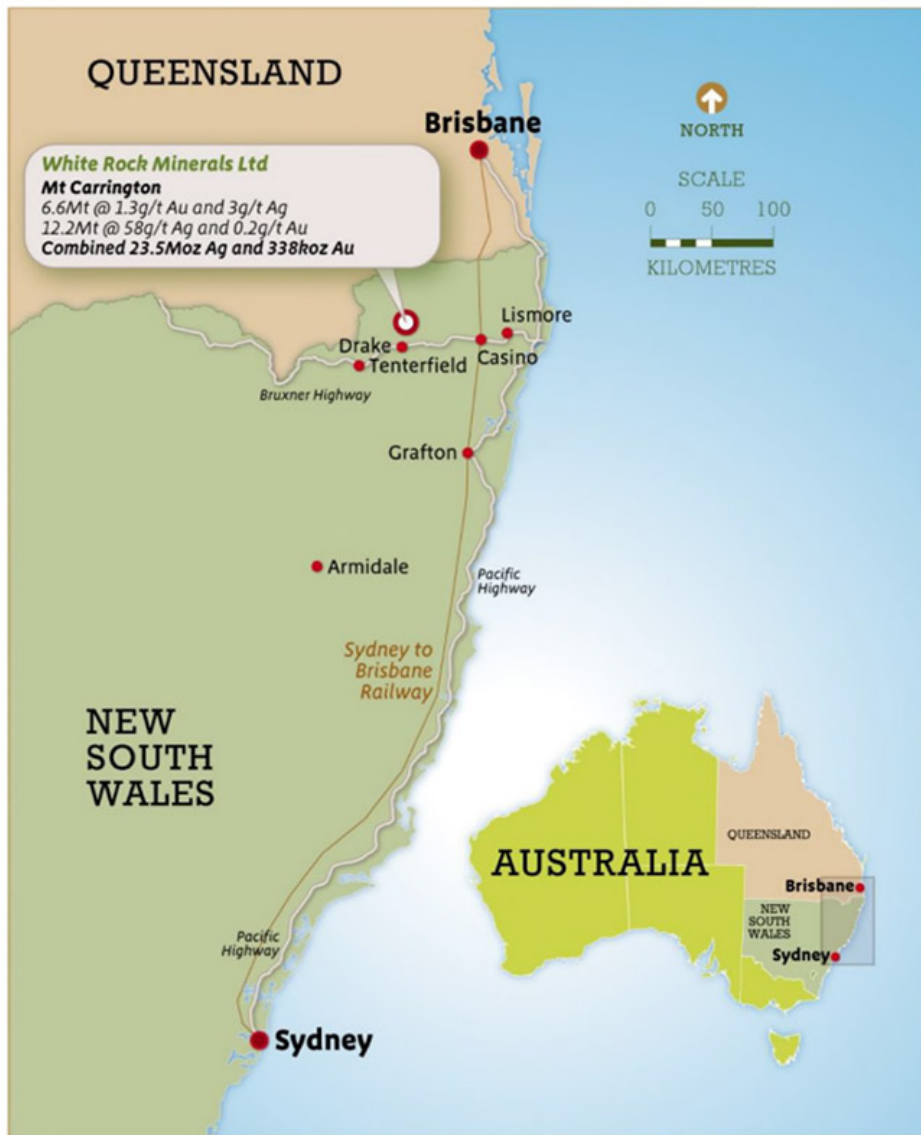 QUEENSLAND
Brisbane
NORTH
SCALE
0 50 100
KILOMETRES
White Rock Minerals Ltd
Mt Carrington
6.6Mt @ 1.3g/t Au and 3g/t Ag
12.2Mt @ 58g/t Ag and 0.2g/t Au
Combined 23.5Moz Ag and 338koz Au
Lismore
Drake
Casino
Tenterfield
Bruxner Highway
Grafton
Armidale
Pacific
Highway
Sydney to
Brisbane
Railway
NEW
SOUTH
WALES
Pacific
Highway
Sydney
AUSTRALIA
QUEENSLAND
Brisbane
NEW
SOUTH
WALES
Sydney